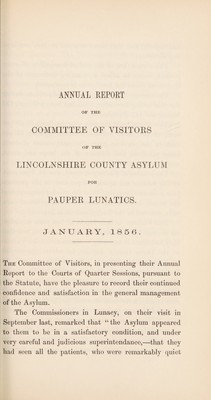 ANNUAL REPORT
OF THE
COMMITTEE OF VISITORS
OF THE
LINCOLNSHIRE COUNTY ASYLUM
FOR
PAUPER LUNATICS.
JANUARY, 1856.
THE Committee of Visitors, in presenting their Annual
Report to the Courts of Quarter Sessions, pursuant to
the Statute, have the pleasure to record their continued
confidence and satisfaction in the general management
of the Asylum.
The Commissioners in Lunacy, on their visit in
September last, remarked that "the Asylum appeared
to them to be in a satisfactory condition, and under
very careful and judicious superintendance,—that they
had seen all the patients, who were remarkably quiet